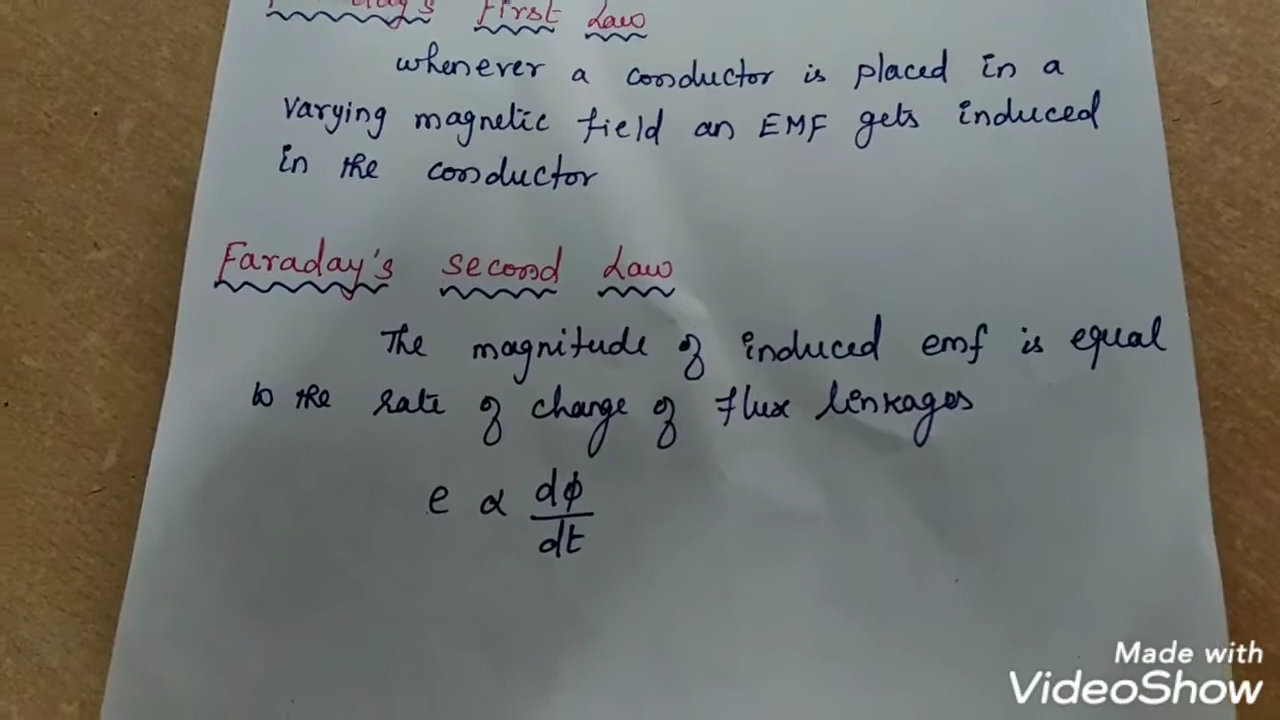 First Law
whenever a conductor is placed in a
varying magnetic field an EMF gets induced
in the conductor
Faraday's second Law
The magnitude of induced emf is equal
to the rate of change of flux linkages
e ∝ dϕ/dt
Made with
VideoShow